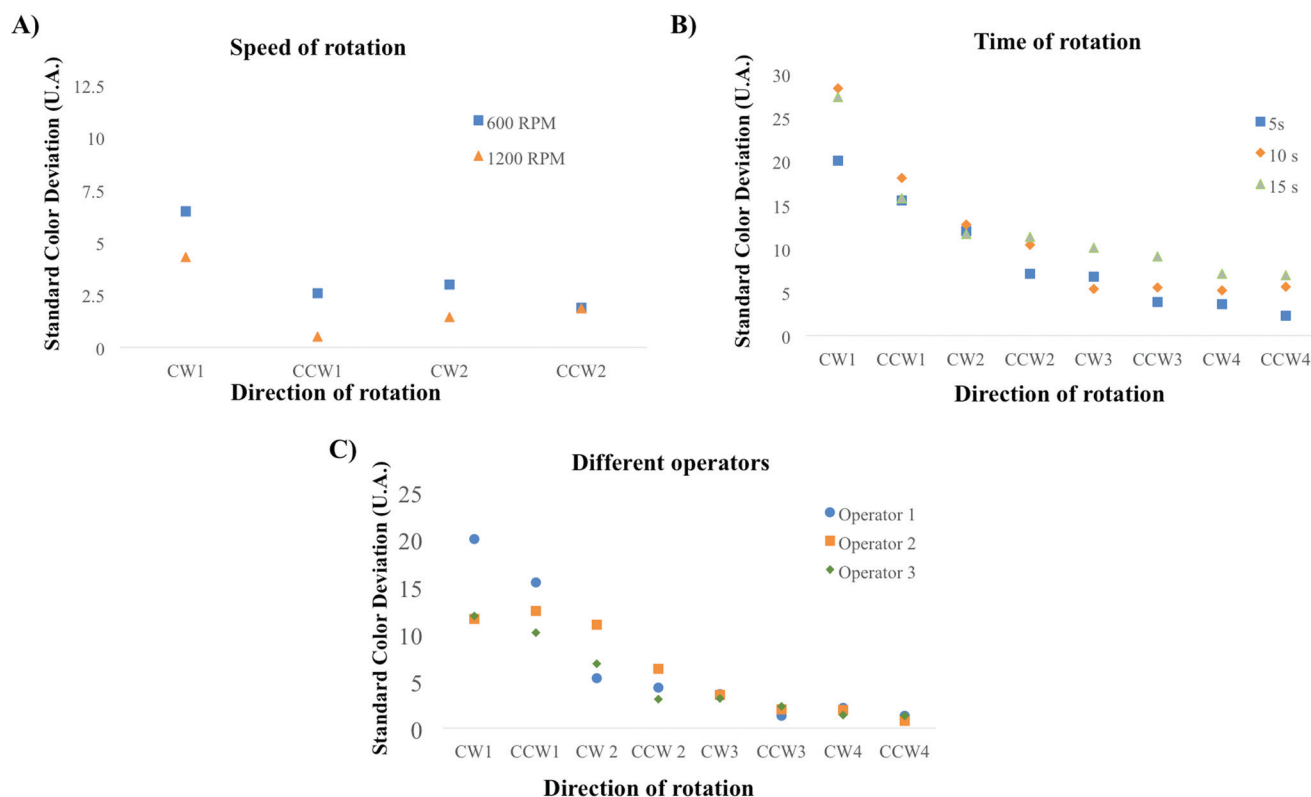 A)
Speed of rotation
Standard Color Deviation (U.A.)
12.5
10
7.5
5
2.5
0
600 RPM
1200 RPM
CW1 CCW1 CW2 CCW2
Direction of rotation
B)
Time of rotation
Standard Color Deviation (U.A.)
30
25
20
15
10
5
0
5s
10 s
15 s
CW1 CCW1 CW2 CCW2 CW3 CCW3 CW4 CCW4
Direction of rotation
C)
Different operators
Standard Color Deviation (U.A.)
25
20
15
10
5
0
Operator 1
Operator 2
Operator 3
CW1 CCW1 CW 2 CCW 2 CW3 CCW3 CW4 CCW4
Direction of rotation